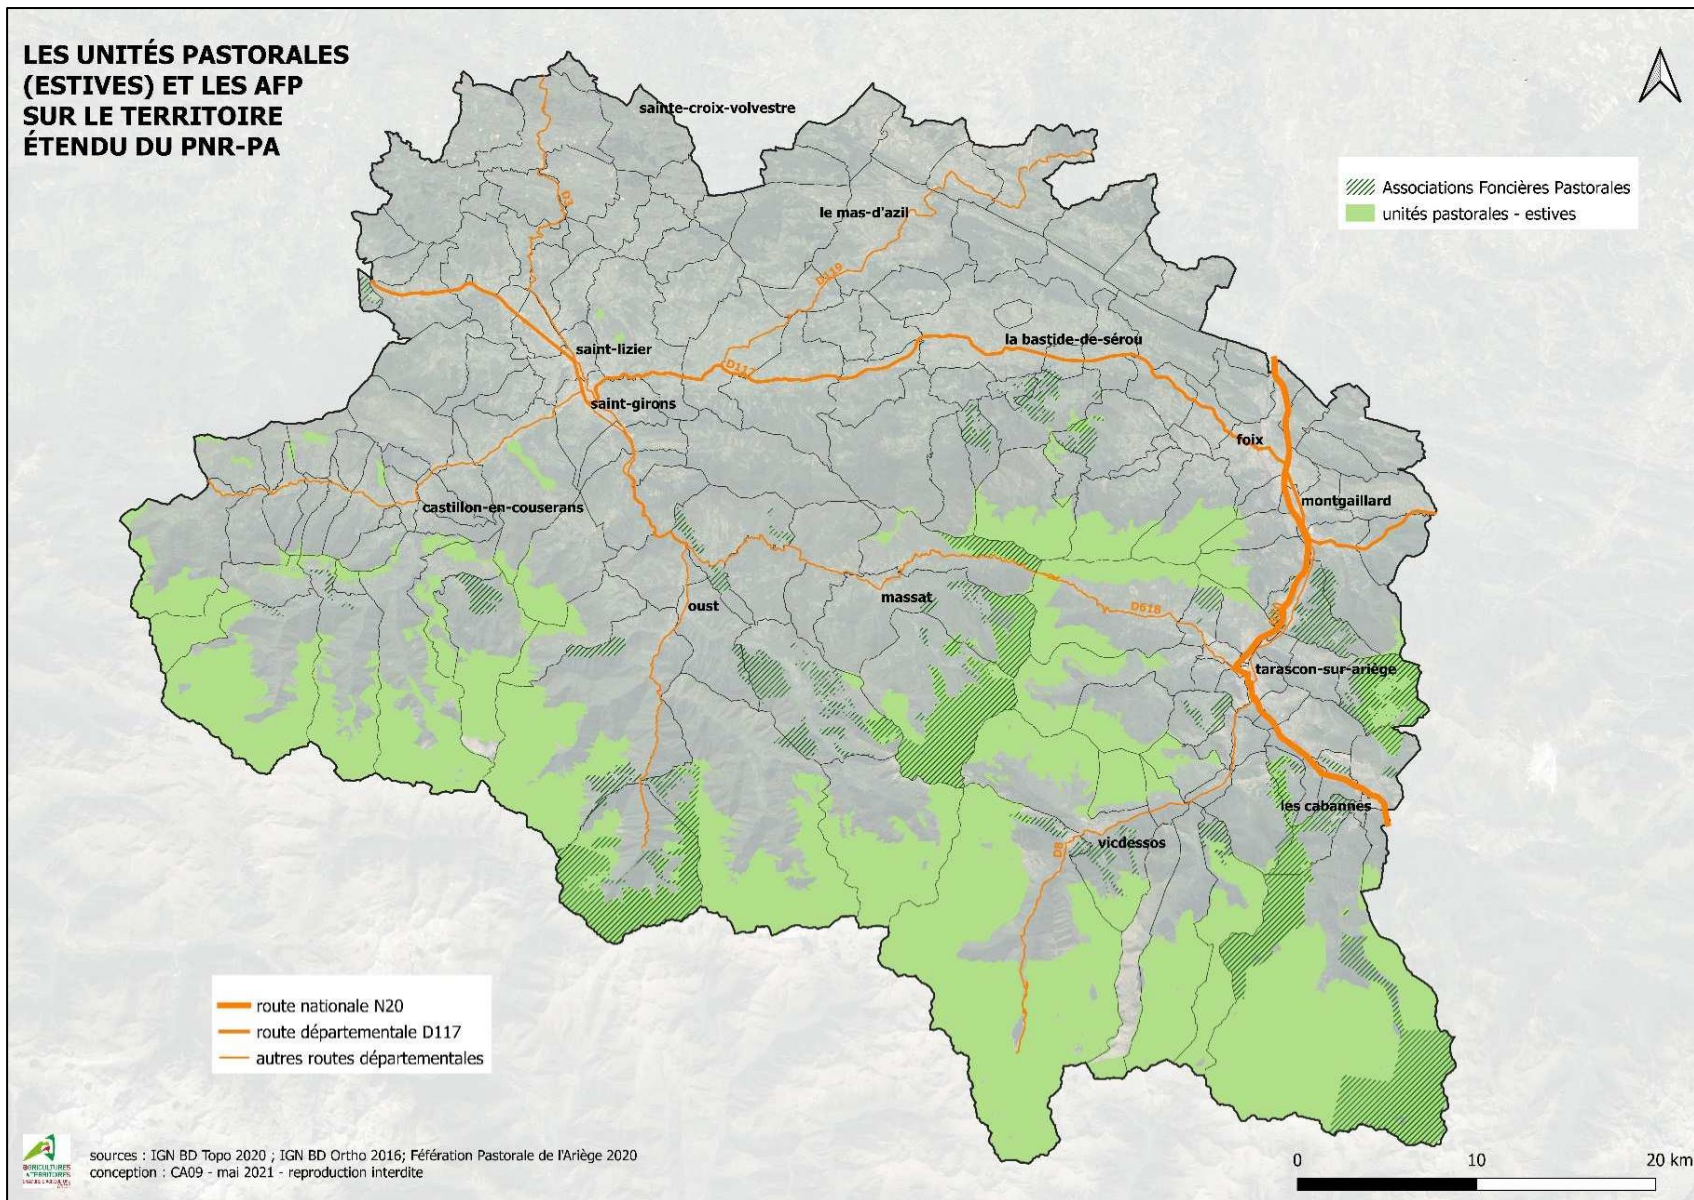 LES UNITÉS PASTORALES
(ESTIVES) ET LES AFP
SUR LE TERRITOIRE
ÉTENDU DU PNR-PA
sainte-croix-volvestre
Associations Foncières Pastorales
unités pastorales - estives
D3
le mas-d'azil
D119
saint-lizier
la bastide-de-sérou
D117
saint-girons
foix
castillon-en-couserans
montgaillard
oust
massat
D618
tarascon-sur-ariège
les cabannes
vicdessos
D8
route nationale N20
route départementale D117
autres routes départementales
AGRICULTURES
& TERRITOIRES
sources : IGN BD Topo 2020 ; IGN BD Ortho 2016; Féfération Pastorale de l'Ariège 2020
conception : CA09 - mai 2021 - reproduction interdite
0 10 20 km